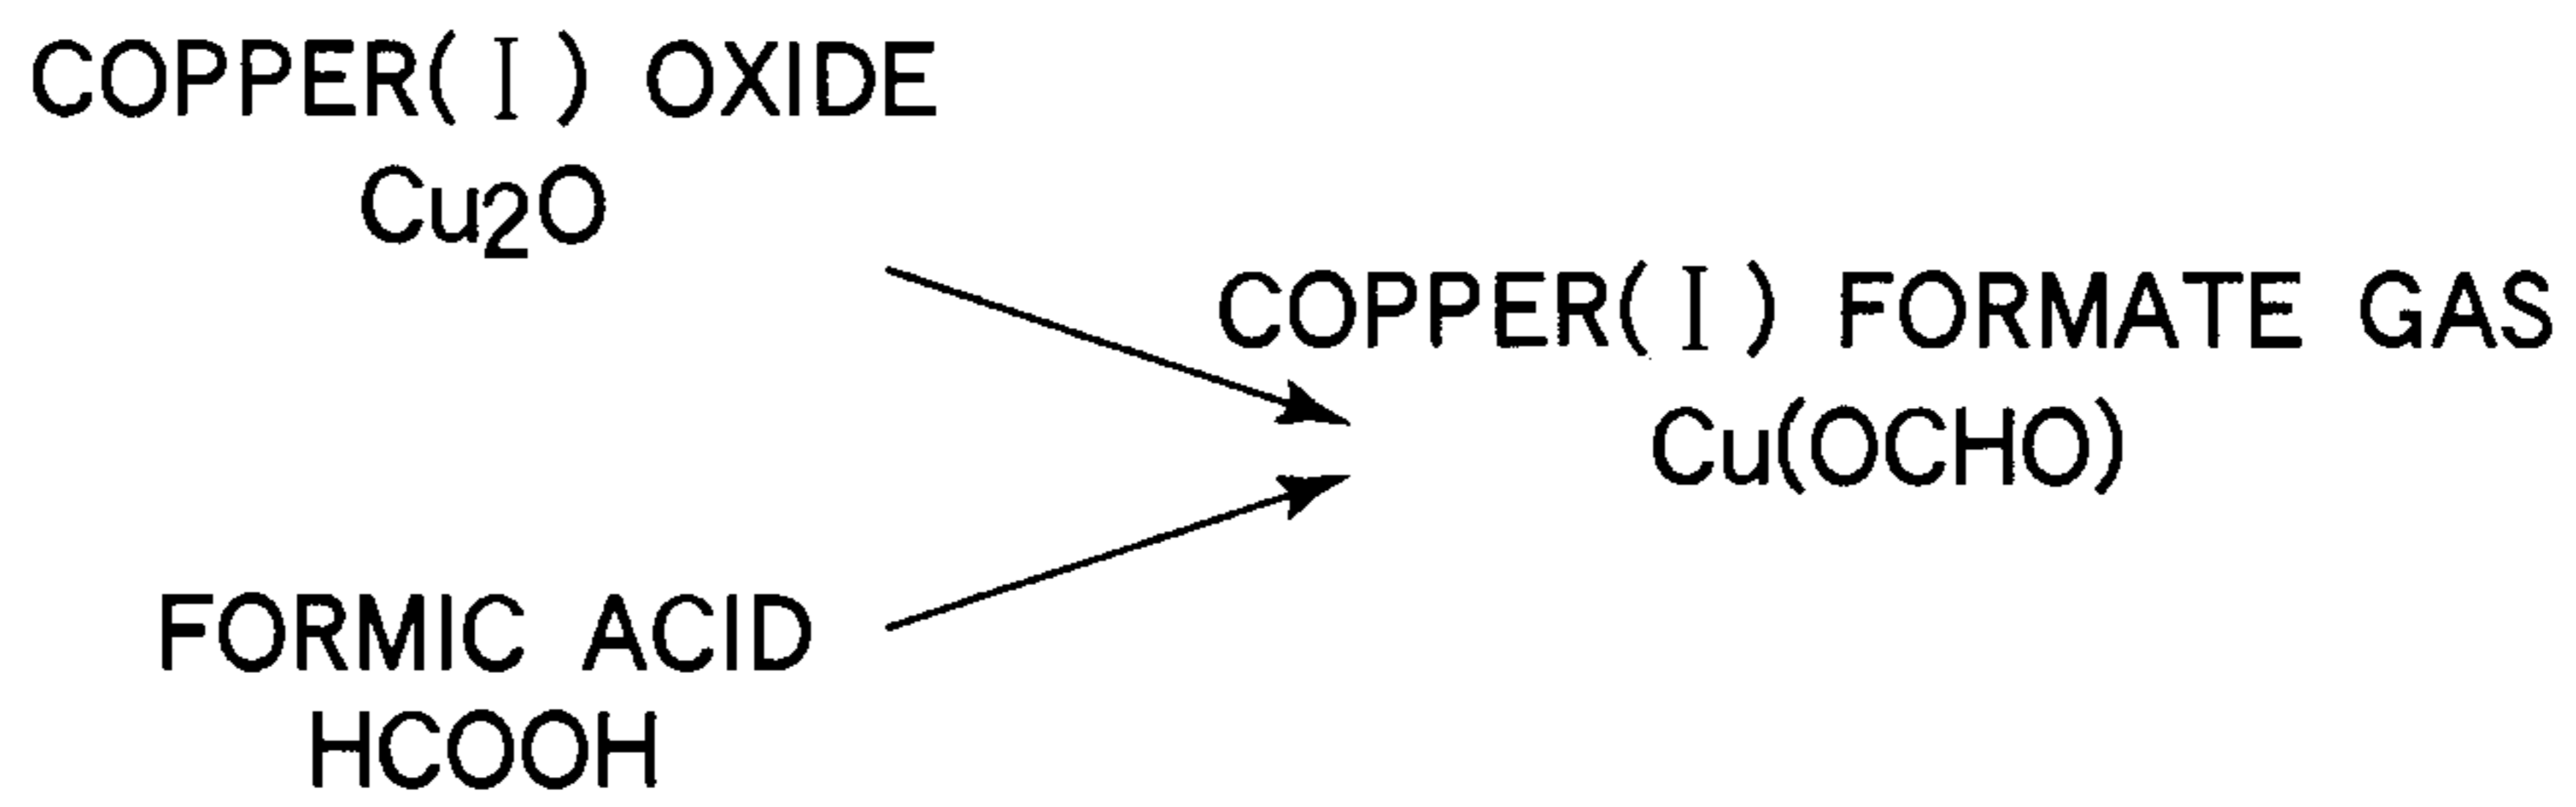 COPPER(I) OXIDE
Cu2O
COPPER(I) FORMATE GAS
Cu(OCHO)
FORMIC ACID
HCOOH